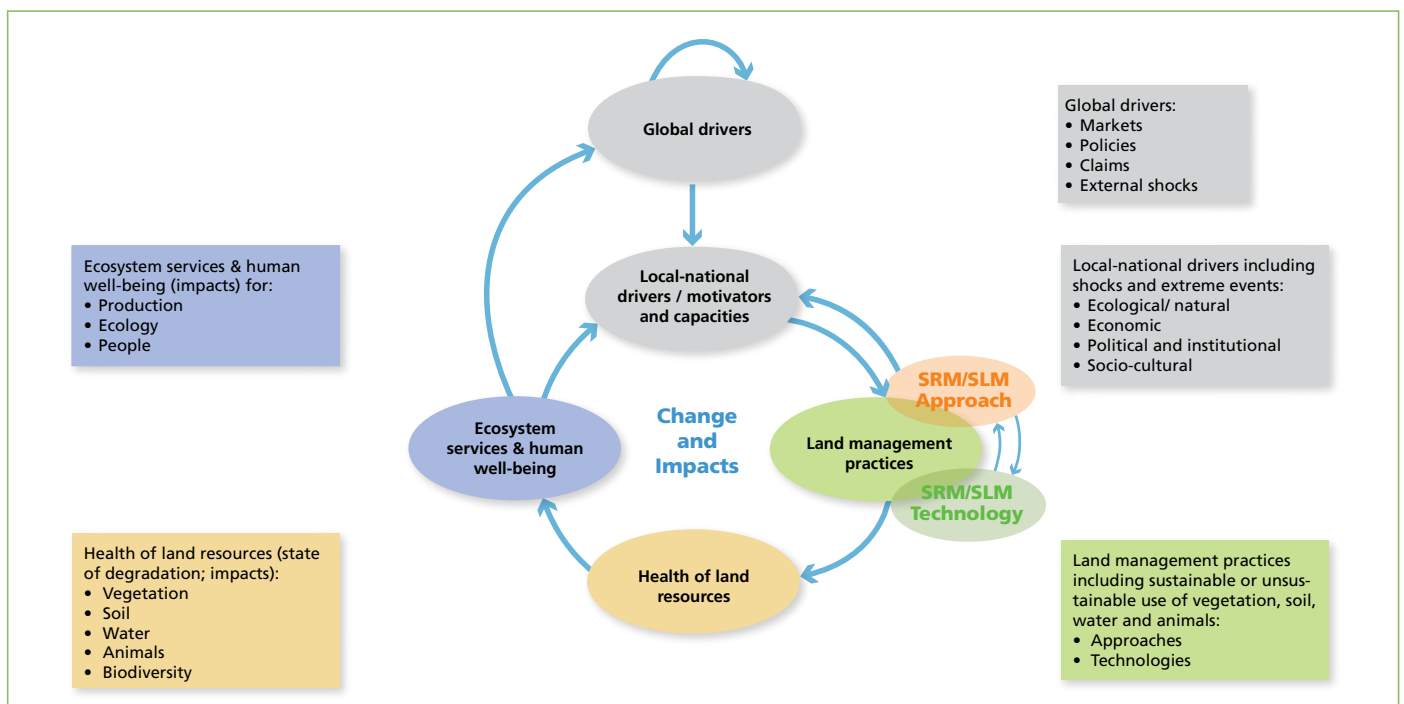 Global drivers
Global drivers:
• Markets
• Policies
• Claims
• External shocks
Ecosystem services & human
well-being (impacts) for:
• Production
• Ecology
• People
Local-national
drivers / motivators
and capacities
Local-national drivers including
shocks and extreme events:
• Ecological/ natural
• Economic
• Political and institutional
• Socio-cultural
SRM/SLM
Approach
Ecosystem
services & human
well-being
Change
and
Impacts
Land management
practices
SRM/SLM
Technology
Health of land resources (state
of degradation; impacts):
• Vegetation
• Soil
• Water
• Animals
• Biodiversity
Health of land
resources
Land management practices
including sustainable or unsus-
tainable use of vegetation, soil,
water and animals:
• Approaches
• Technologies